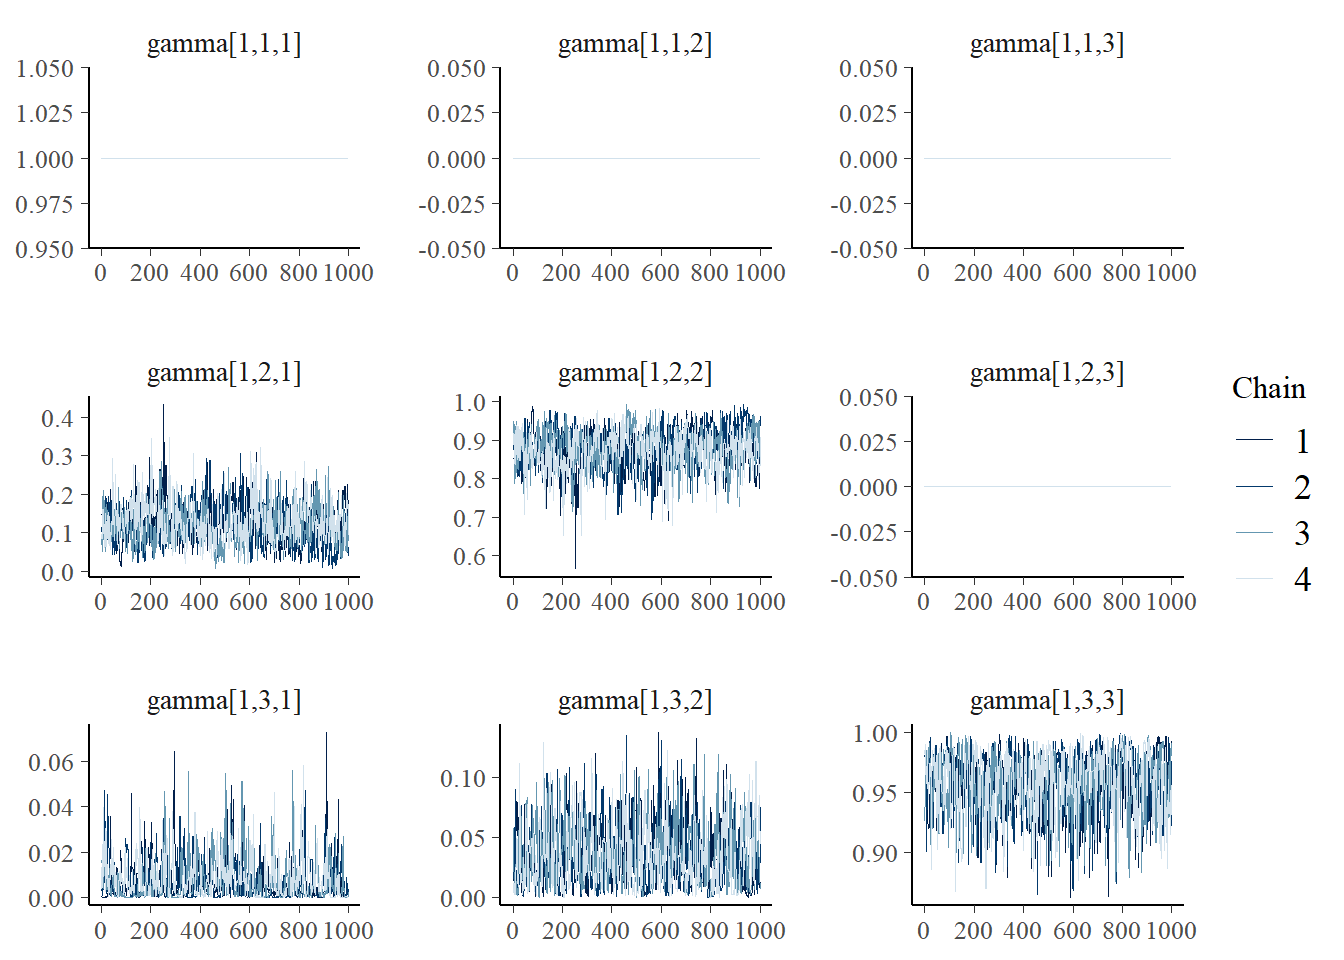 gamma[1,1,1] gamma[1,1,2] gamma[1,1,3]
1.050 0.050 0.050
1.025 0.025 0.025
1.000 0.000 0.000
0.975 -0.025 -0.025
0.950 -0.050 -0.050
0 200 400 600 800 1000 0 200 400 600 800 1000 0 200 400 600 800 1000
gamma[1,2,1] gamma[1,2,2] gamma[1,2,3]
0.4 1.0 0.050
0.3 0.9 0.025
0.2 0.8 0.000
0.1 0.7 -0.025
0.0 0.6 -0.050
0 200 400 600 800 1000 0 200 400 600 800 1000 0 200 400 600 800 1000
gamma[1,3,1] gamma[1,3,2] gamma[1,3,3]
0.06 0.10 1.00
0.04 0.05 0.95
0.02 0.00 0.90
0.00
0 200 400 600 800 1000 0 200 400 600 800 1000 0 200 400 600 800 1000
Chain
1
2
3
4